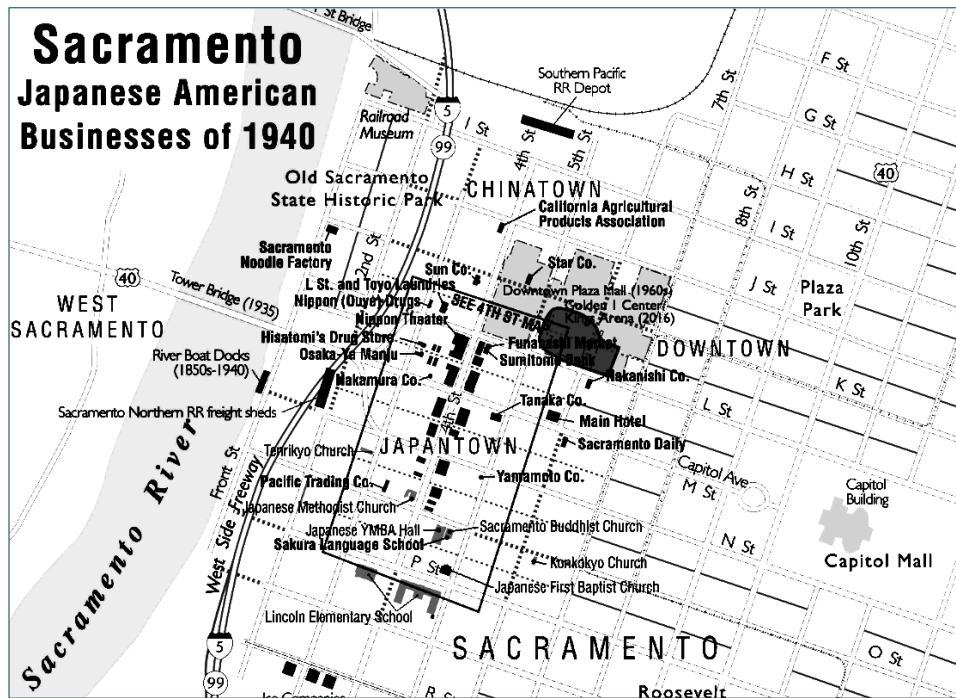 Sacramento
Japanese American
Businesses of 1940
St Bridge
Railroad
Museum
5
99
I St
Southern Pacific
RR Depot
4th St
5th St
7th St
F St
G St
H St
40
8th St
I St
10th St
J St
Plaza
Park
Old Sacramento
State Historic Park
CHINATOWN
California Agricultural
Products Association
Sacramento
Noodle Factory
2nd St
40
Tower Bridge (1935)
WEST
SACRAMENTO
Sun Co.
Star Co.
L St. and Toyo Laundries
Nippon (Ouye) Drugs
Nippon Theater
SEE 4TH ST MAP
Downtown Plaza Mall (1960s)
Golden 1 Center
Kings Arena (2016)
Hisatomi's Drug Store
Osaka-Ya Manju
Funabashi Market
Sumitomo Bank
DOWNTOWN
River Boat Docks
(1850s-1940)
Nakamura Co.
Nakanishi Co.
K St
Sacramento Northern RR freight sheds
Tanaka Co.
Main Hotel
L St
4th St
Tenrikyo Church
JAPANTOWN
Sacramento Daily
Front St
Pacific Trading Co.
Yamamoto Co.
Capitol Ave
M St
Capitol
Building
Japanese Methodist Church
Japanese YMBA Hall
Sacramento Buddhist Church
Sakura Language School
N St
Capitol Mall
West Side Freeway
P St
Konkokyo Church
Japanese First Baptist Church
Lincoln Elementary School
Sacramento River
5
99
SACRAMENTO
O St
R St
Roosevelt